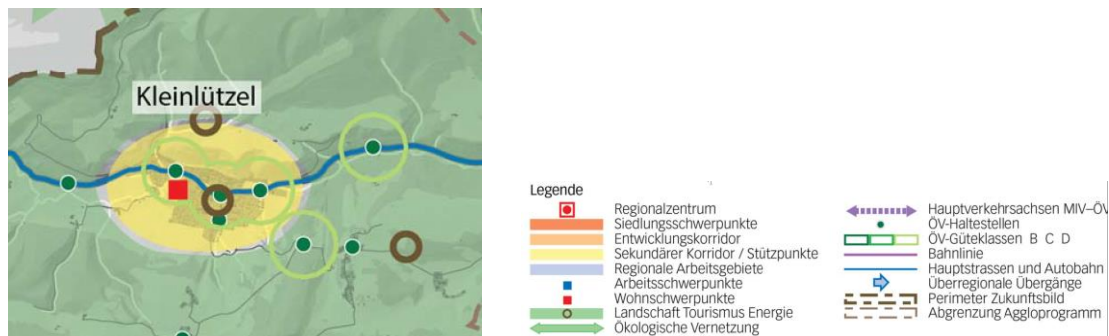 Kleinlützel
Legende
Regionalzentrum
Siedlungsschwerpunkte
Entwicklungskorridor
Sekundärer Korridor / Stützpunkte
Regionale Arbeitsgebiete
Arbeitsschwerpunkte
Wohnschwerpunkte
Landschaft Tourismus Energie
Ökologische Vernetzung
Hauptverkehrsachsen MIV–ÖV
ÖV-Haltestellen
ÖV-Güteklassen B C D
Bahnlinie
Hauptstrassen und Autobahn
Überregionale Übergänge
Perimeter Zukunftsbild
Abgrenzung Aggloprogramm